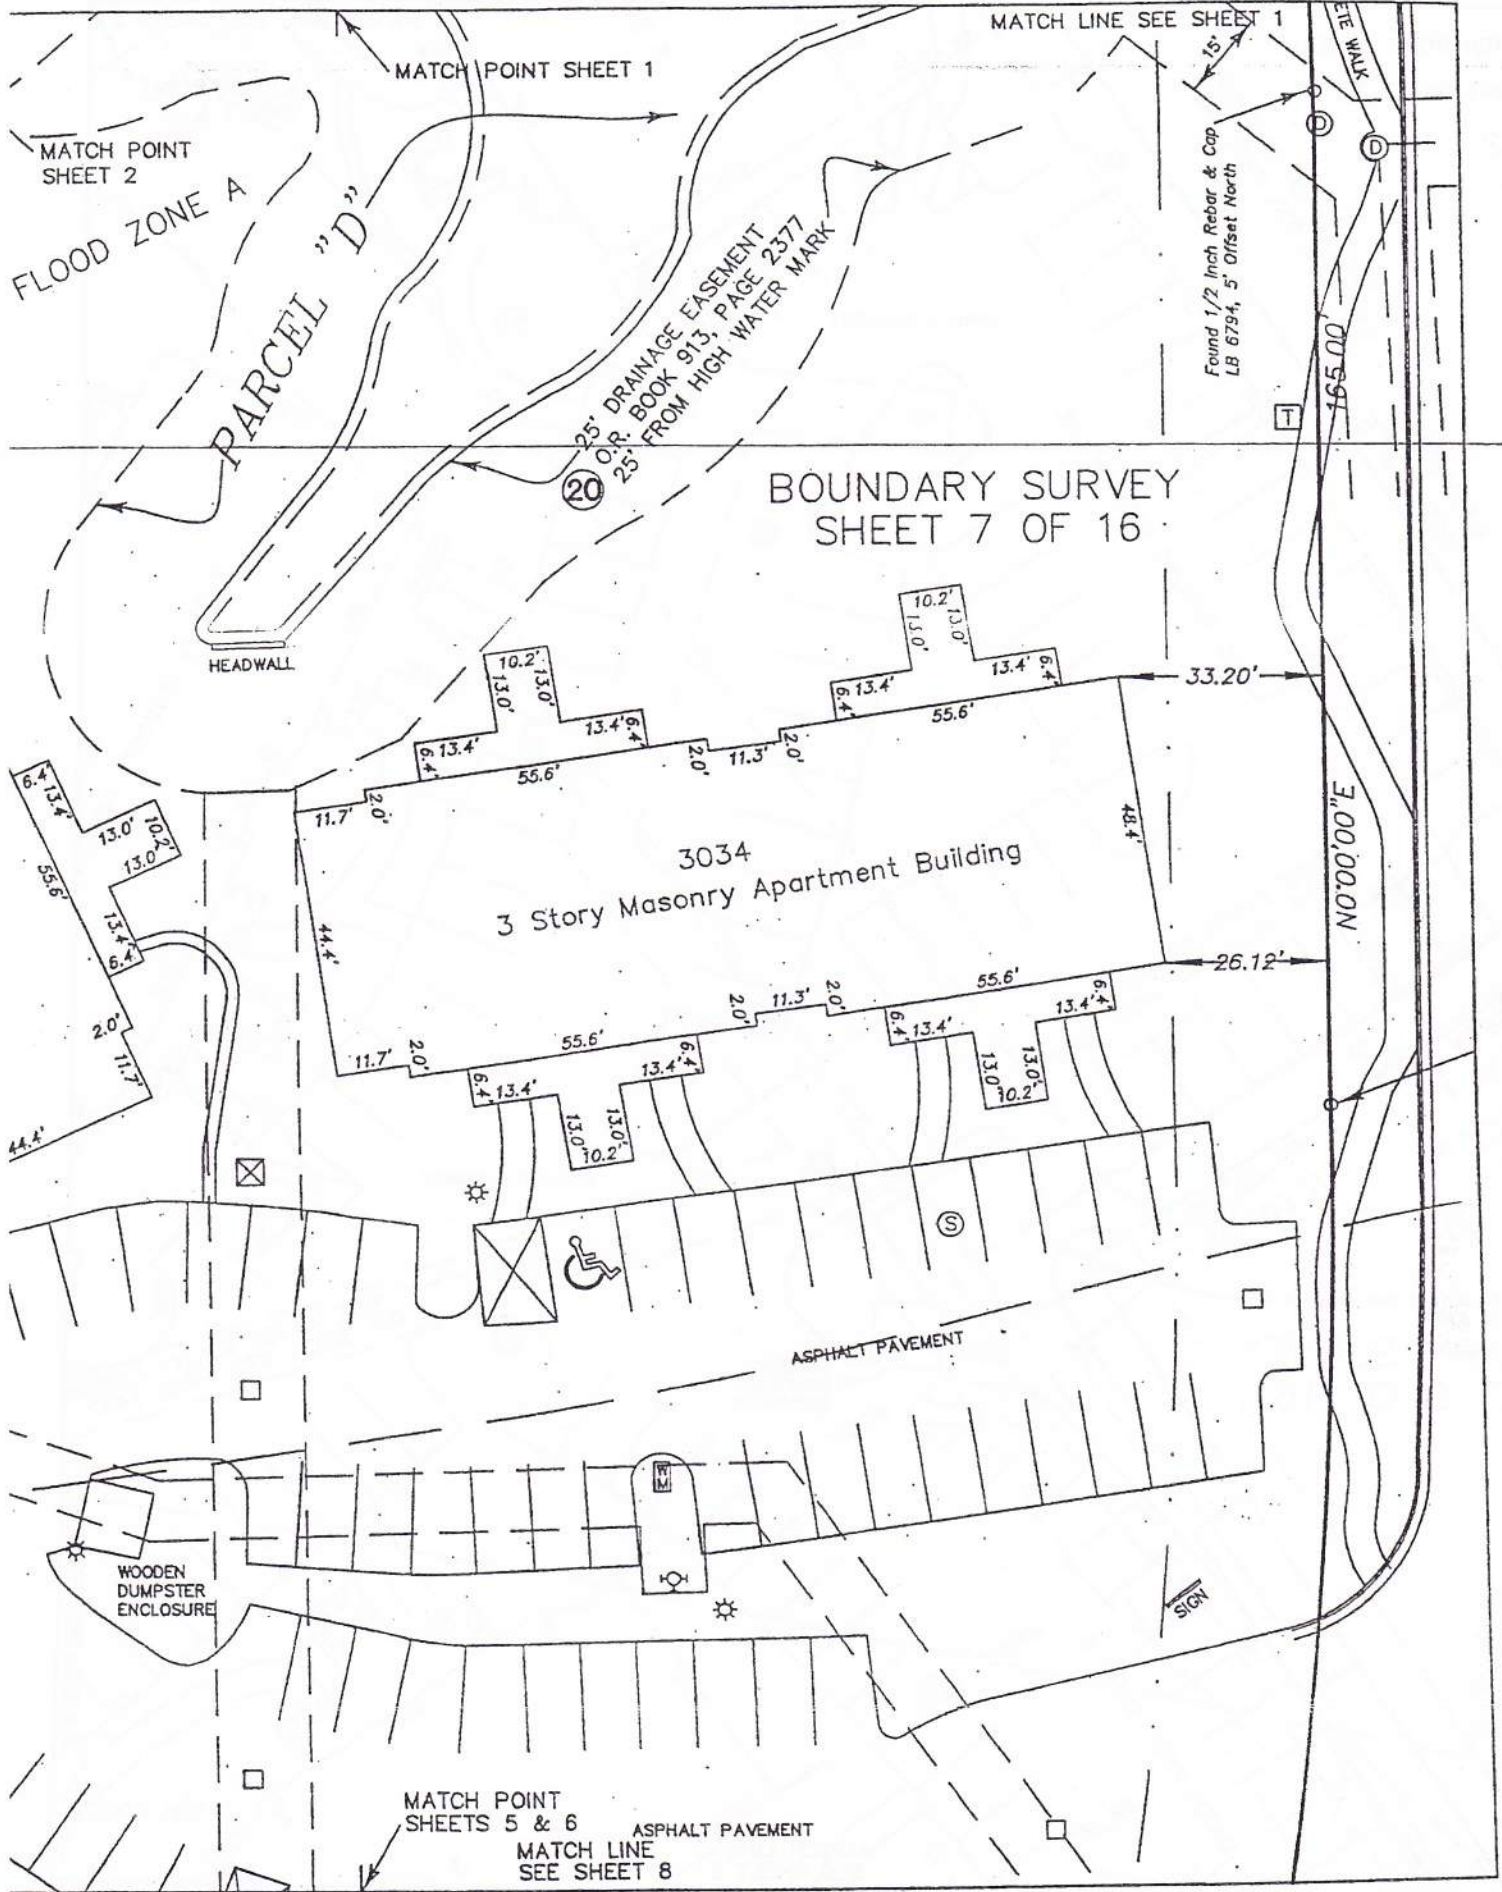 MATCH LINE SEE SHEET 1
ETE WALK
15'
MATCH POINT SHEET 1
MATCH POINT
SHEET 2
FLOOD ZONE A
PARCEL "D"
25' DRAINAGE EASEMENT
O.R. BOOK 913, PAGE 2377
25' FROM HIGH WATER MARK
20
Found 1/2 Inch Rebar & Cap
LB 6794, 5' Offset North
D
D
T
165.00'
BOUNDARY SURVEY
SHEET 7 OF 16
HEADWALL
10.2'
13.0'
13.0'
6.4'
13.4'
13.4'
6.4'
55.6'
10.2'
13.0'
13.0'
6.4'
13.4'
13.4'
6.4'
55.6'
33.20'
2.0'
11.3'
2.0'
11.7'
2.0'
6.4'
13.4'
13.0'
10.2'
13.0'
55.6'
13.4'
6.4'
2.0'
11.7'
44.4'
3034
3 Story Masonry Apartment Building
48.4'
44.4'
N0.00'00"E
26.12'
11.7'
2.0'
55.6'
2.0'
11.3'
2.0'
55.6'
6.4'
13.4'
13.0'
10.2'
13.0'
13.4'
6.4'
6.4'
13.4'
13.0'
10.2'
13.0'
13.4'
6.4'
S
ASPHALT PAVEMENT
WM
WOODEN
DUMPSTER
ENCLOSURE
SIGN
MATCH POINT
SHEETS 5 & 6
ASPHALT PAVEMENT
MATCH LINE
SEE SHEET 8